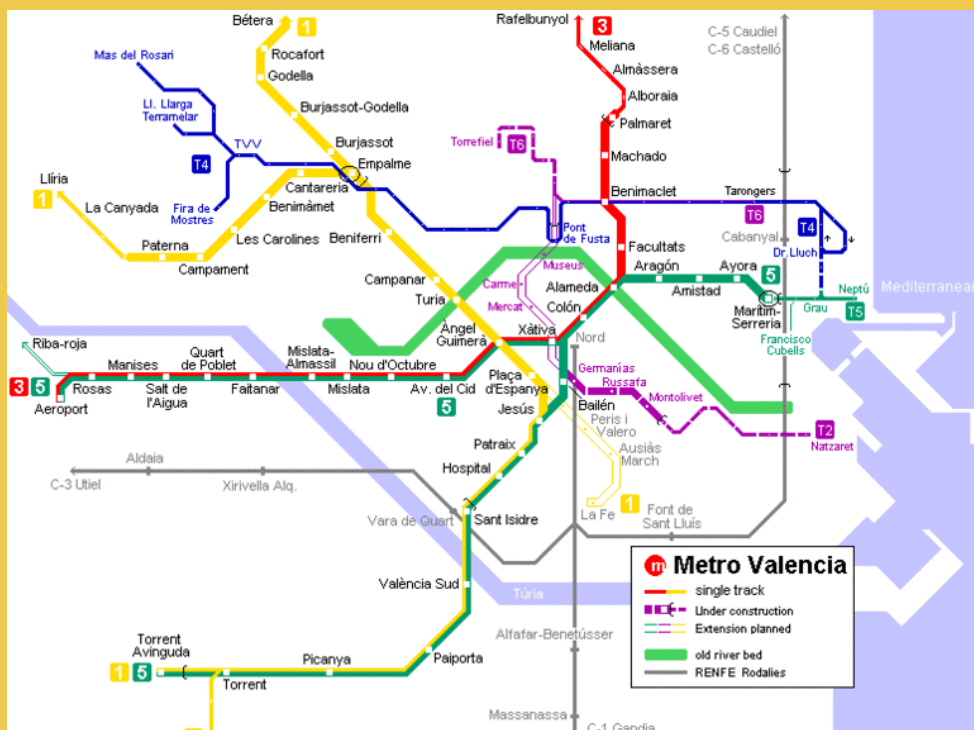 Bétera
1
Rocafort
Godella
Burjassot-Godella
Burjassot
Empalme
Mas del Rosari
Ll. Llarga
Terramelar
TVV
T4
Fira de
Mostres
Llíria
1
La Canyada
Paterna
Campament
Les Carolines
Benimàmet
Cantareria
Beniferri
Campanar
Turia
Àngel
Guimerà
Plaça
d'Espanya
Jesús
Patraix
Hospital
Sant Isidre
València Sud
Paiporta
Picanya
Torrent
Torrent
Avinguda
1
5
Rafelbunyol
3
Meliana
Almàssera
Alboraia
Palmaret
Machado
Benimaclet
Facultats
Alameda
Colón
Xàtiva
Torrefiel
T6
Pont
de Fusta
Museus
Carme
Mercat
Tarongers
T6
T4
Dr.Lluch
Cabanyal
C-5 Caudiel
C-6 Castelló
Aragón
Amistad
Ayora
5
Marítim-
Serrería
Francisco
Cubells
Grau
Neptú
T5
Mediterranean
Nord
Germanías
Russafa
Montolivet
Bailén
T2
Natzaret
Peris i
Valero
Ausiàs
March
1
La Fe
Font de
Sant Lluís
Riba-roja
3
5
Aeroport
Rosas
Manises
Salt de
l'Aigua
Quart
de Poblet
Faitanar
Mislata-
Almassil
Mislata
Nou d'Octubre
Av. del Cid
5
Aldaia
C-3 Utiel
Xirivella Alq.
Vara de Quart
Túria
Alfafar-Benetússer
Massanassa
C-1 Gandia
m Metro Valencia
single track
Under construction
Extension planned
old river bed
RENFE Rodalies